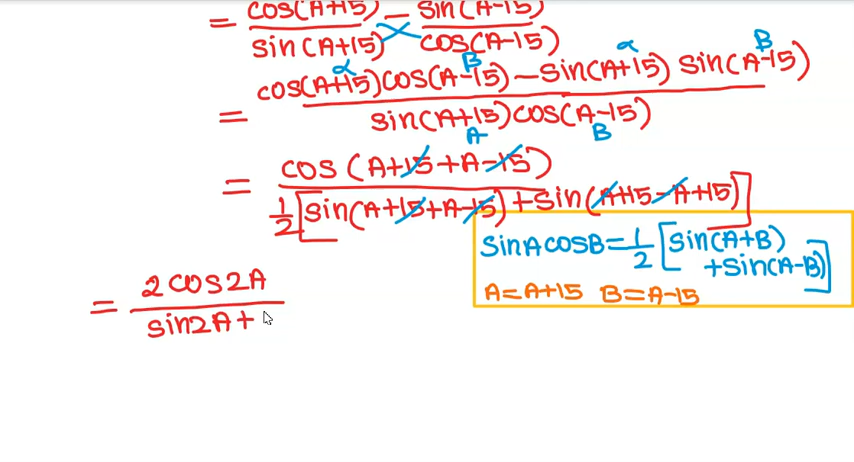 = cos(A+15)/sin(A+15) - sin(A-15)/cos(A-15)
α B α B
= cos(A+15)cos(A-15) - sin(A+15) sin(A-15) / sin(A+15)cos(A-15)
A B
= cos (A+15+A-15) / 1/2 [sin(A+15+A-15) + sin(A+15-A+15)]
sinAcosB = 1/2 [sin(A+B)
+sin(A-B)]
A=A+15 B=A-15
= 2cos2A / sin2A +